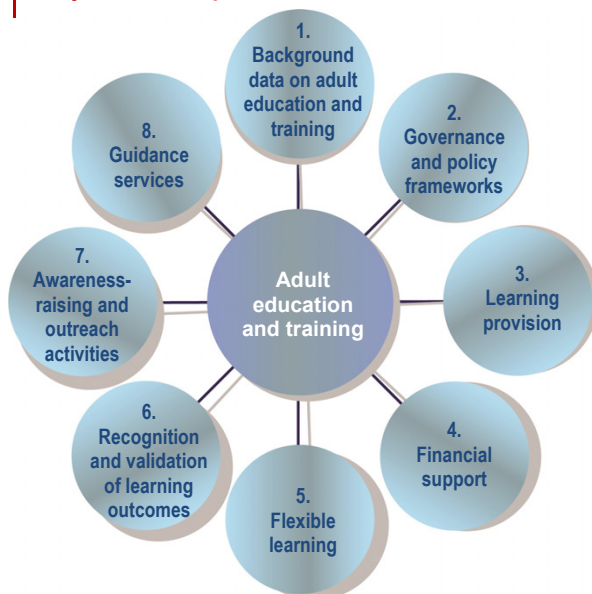 1.
Background
data on adult
education and
training
2.
Governance
and policy
frameworks
3.
Learning
provision
4.
Financial
support
5.
Flexible
learning
6.
Recognition
and validation
of learning
outcomes
7.
Awareness-
raising and
outreach
activities
8.
Guidance
services
Adult
education
and training